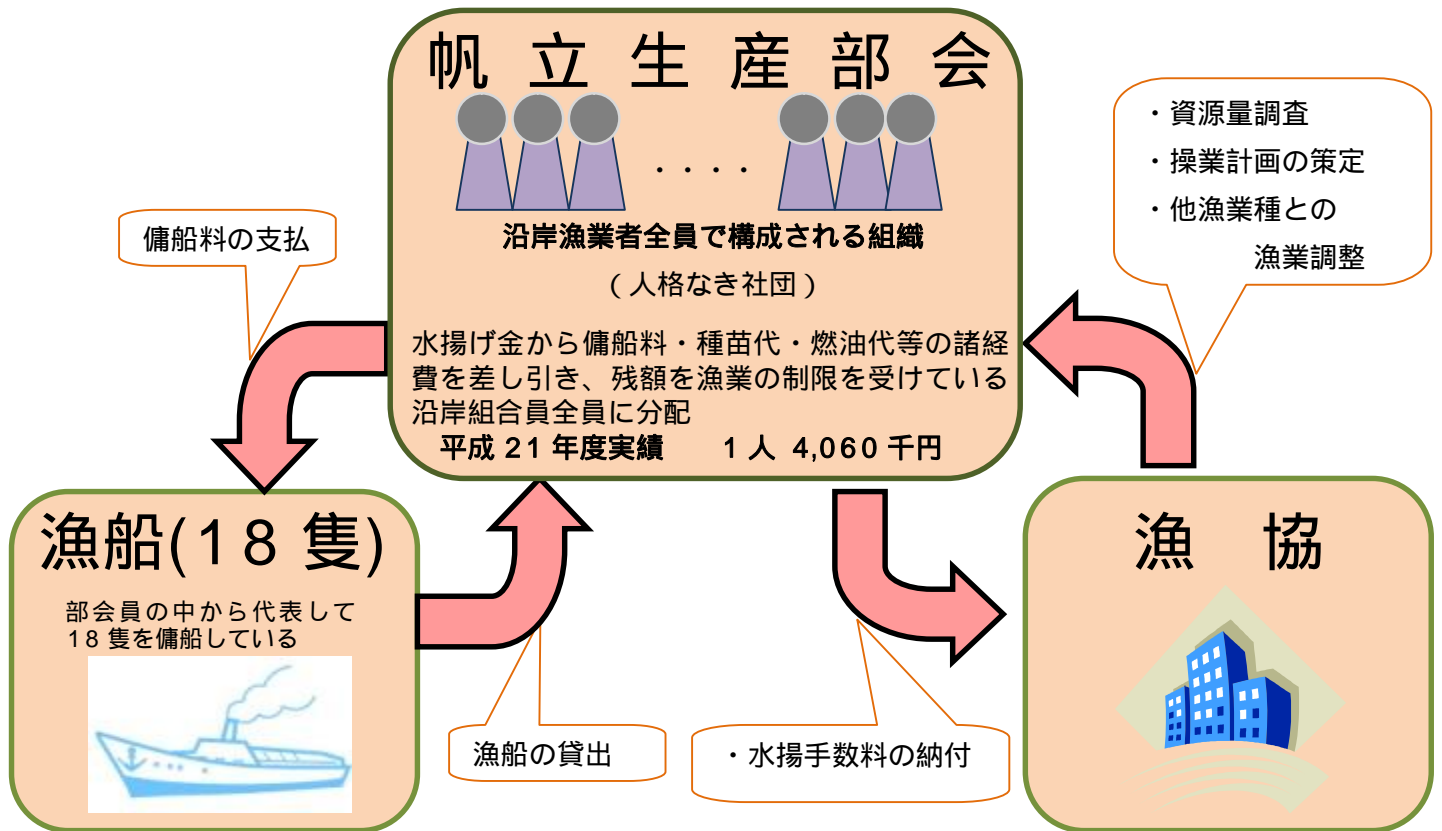 帆立生産部会
・・・・
沿岸漁業者全員で構成される組織
(人格なき社団)
水揚げ金から傭船料・種苗代・燃油代等の諸経
費を差し引き、残額を漁業の制限を受けている
沿岸組合員全員に分配
平成21年度実績 1人 4,060千円
・資源量調査
・操業計画の策定
・他漁業種との
漁業調整
傭船料の支払
漁船(18隻)
部会員の中から代表して
18隻を傭船している
漁船の貸出
・水揚手数料の納付
漁協